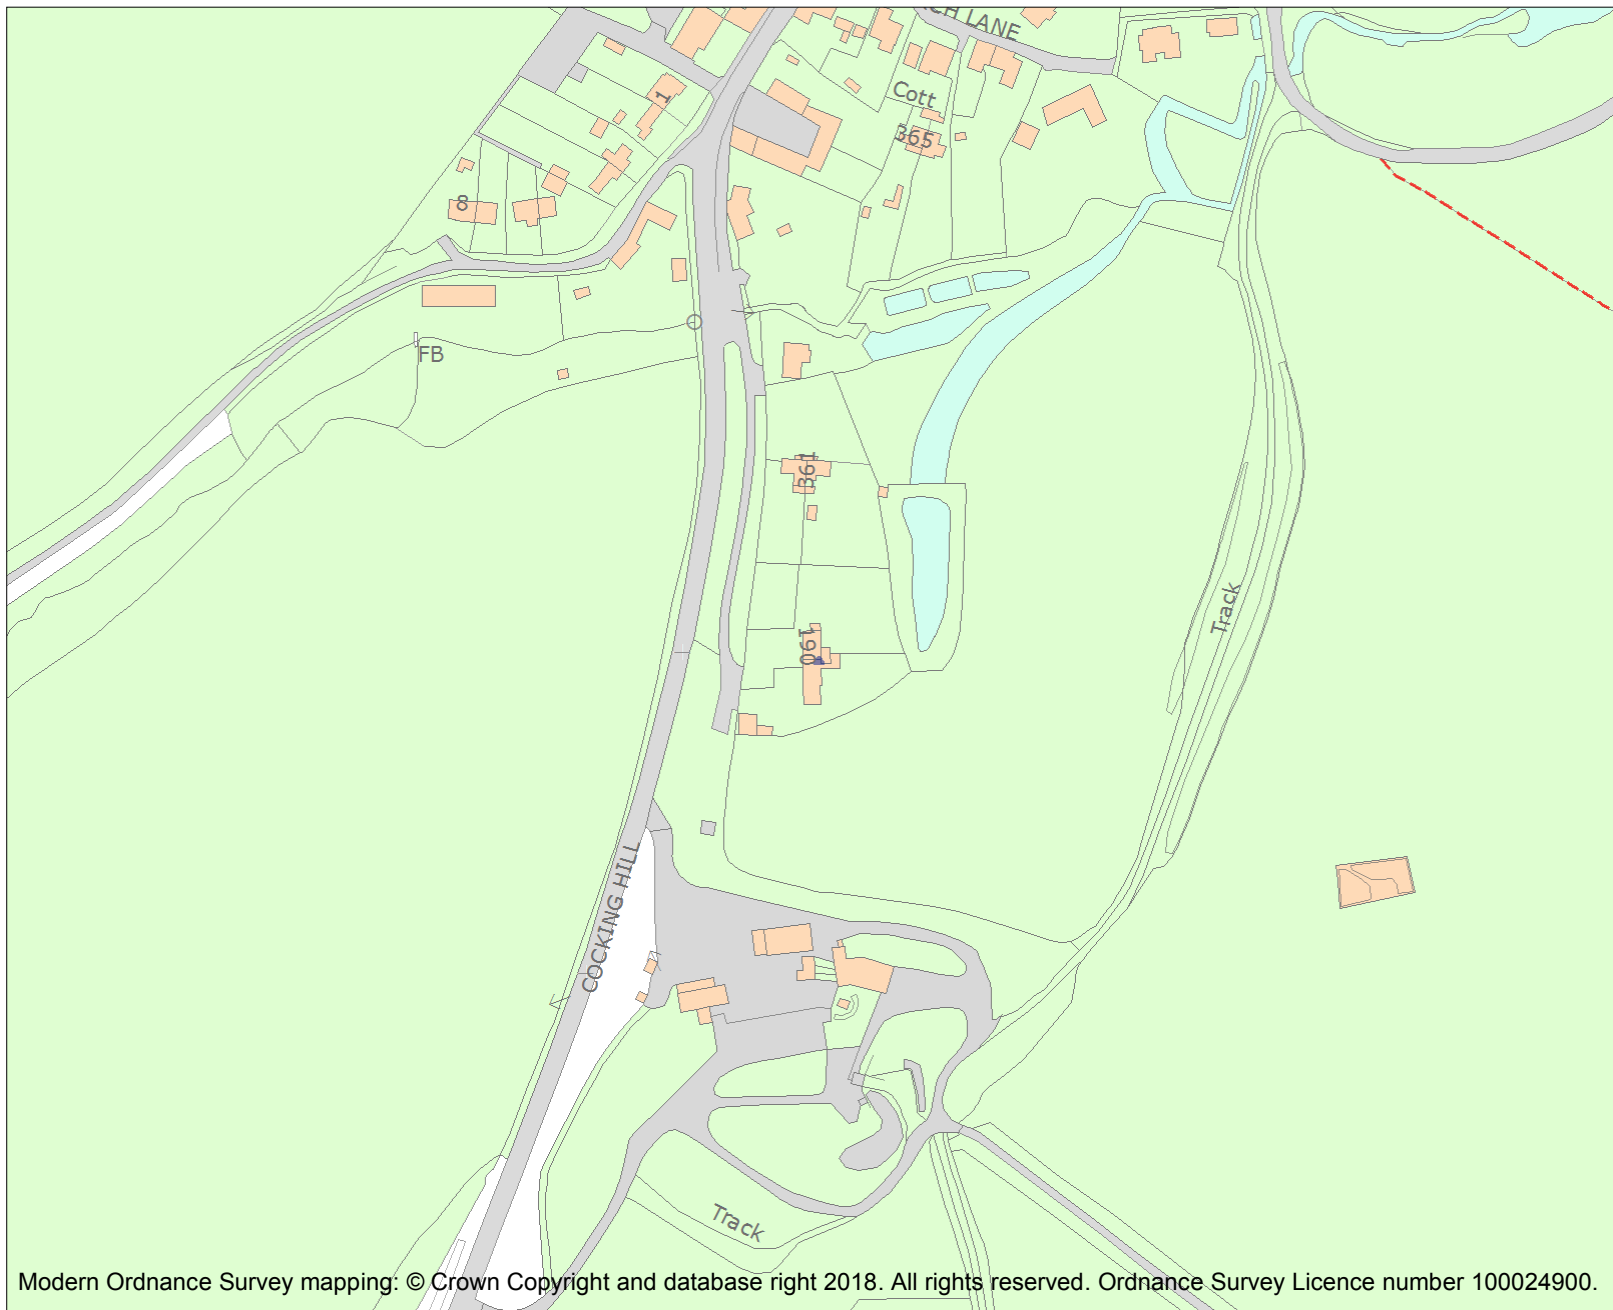 LANE
1
Cott
365
8
FB
361
190
Track
COCKING HILL
Track
Modern Ordnance Survey mapping: © Crown Copyright and database right 2018. All rights reserved. Ordnance Survey Licence number 100024900.